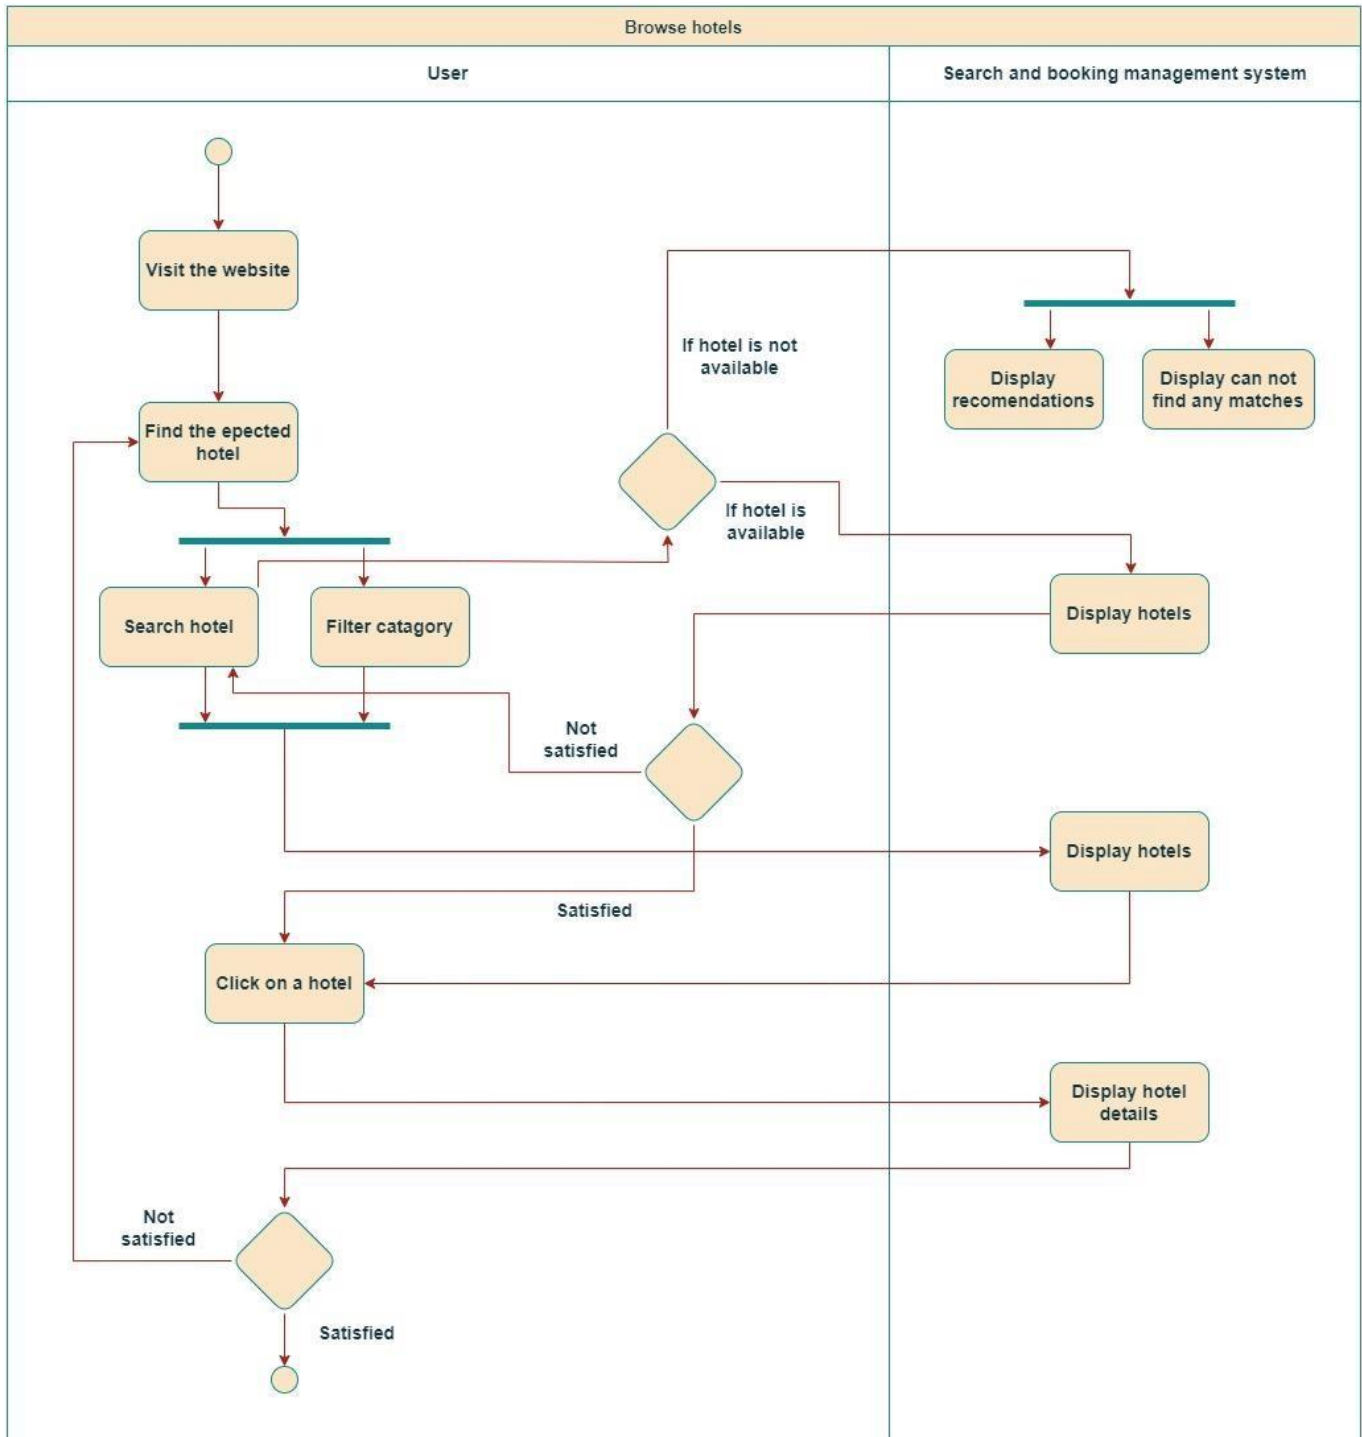 Browse hotels
User
Search and booking management system
Visit the website
If hotel is not
available
Display
recomendations
Display can not
find any matches
Find the epected
hotel
If hotel is
available
Search hotel
Filter catagory
Display hotels
Not
satisfied
Display hotels
Satisfied
Click on a hotel
Display hotel
details
Not
satisfied
Satisfied